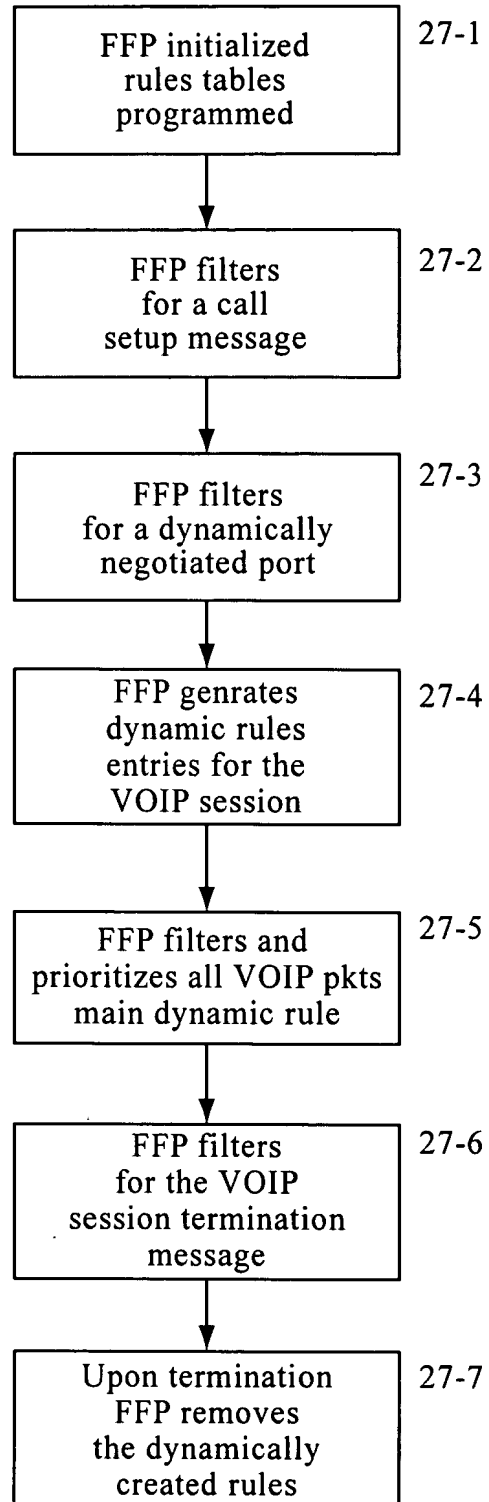 FFP initialized
rules tables
programmed
27-1
FFP filters
for a call
setup message
27-2
FFP filters
for a dynamically
negotiated port
27-3
FFP genrates
dynamic rules
entries for the
VOIP session
27-4
FFP filters and
prioritizes all VOIP pkts
main dynamic rule
27-5
FFP filters
for the VOIP
session termination
message
27-6
Upon termination
FFP removes
the dynamically
created rules
27-7